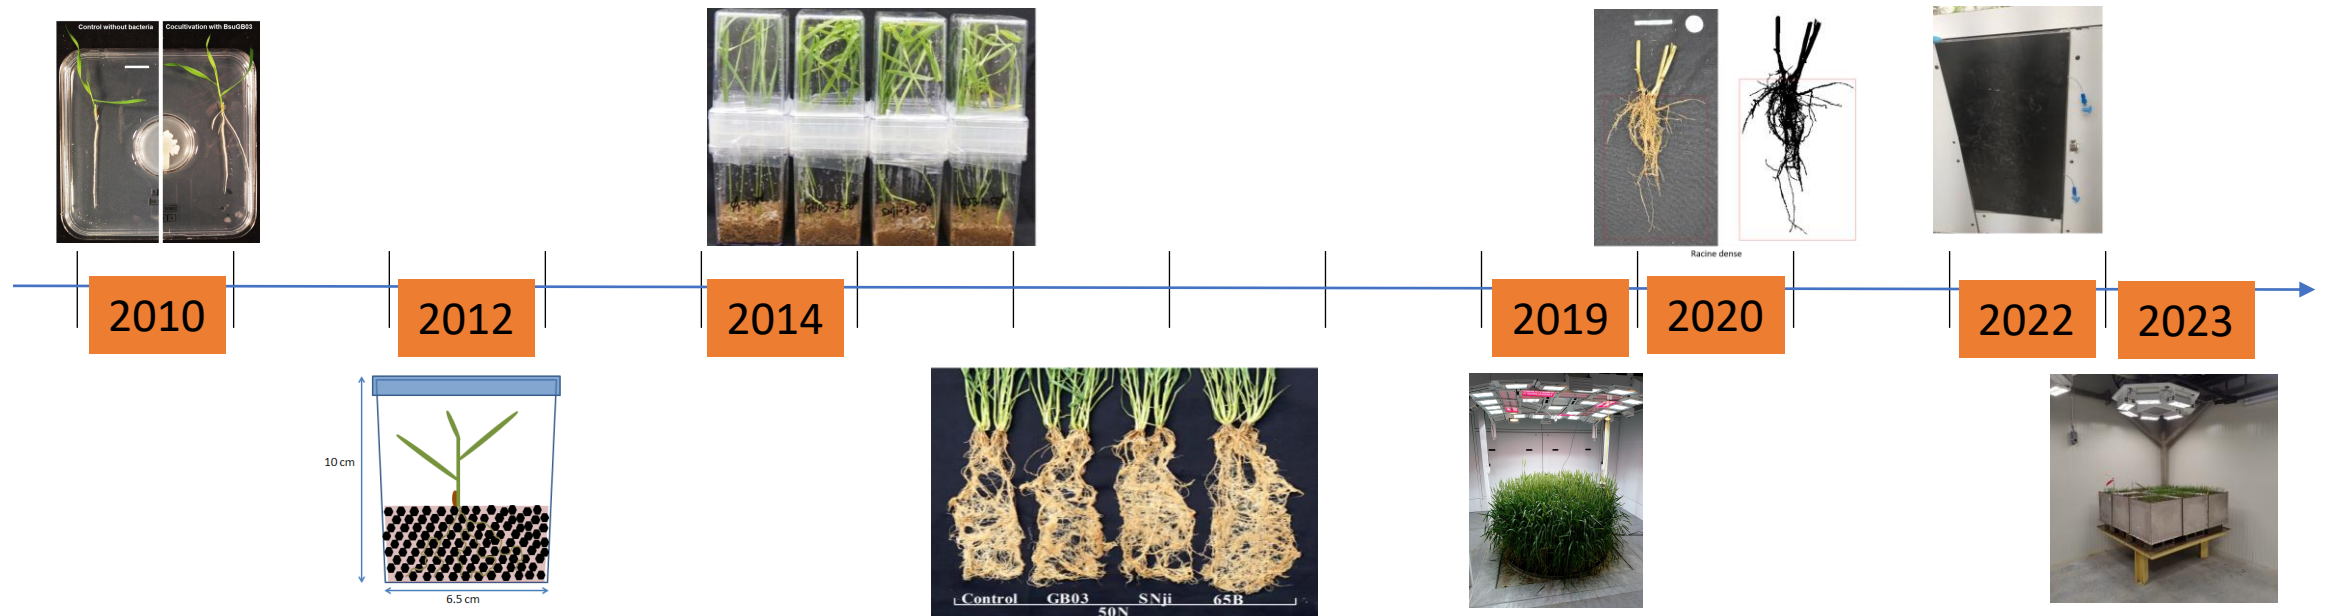 Control without bacteria
Cocultivation with BsuGB03
Racine dense
2010
2012
2014
2019
2020
2022
2023
10 cm
6.5 cm
Control GB03 SNji 65B
50N